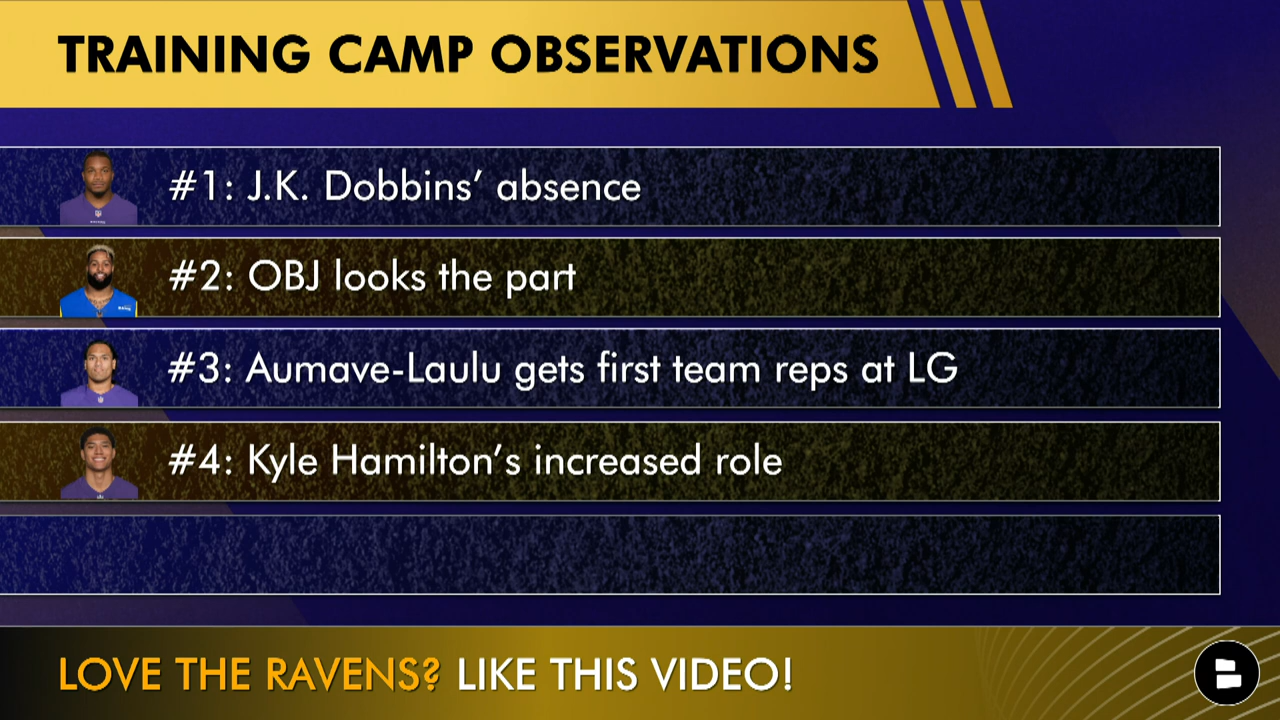 TRAINING CAMP OBSERVATIONS
#1: J.K. Dobbins’ absence
#2: OBJ looks the part
#3: Aumave-Laulu gets first team reps at LG
#4: Kyle Hamilton’s increased role
LOVE THE RAVENS? LIKE THIS VIDEO!